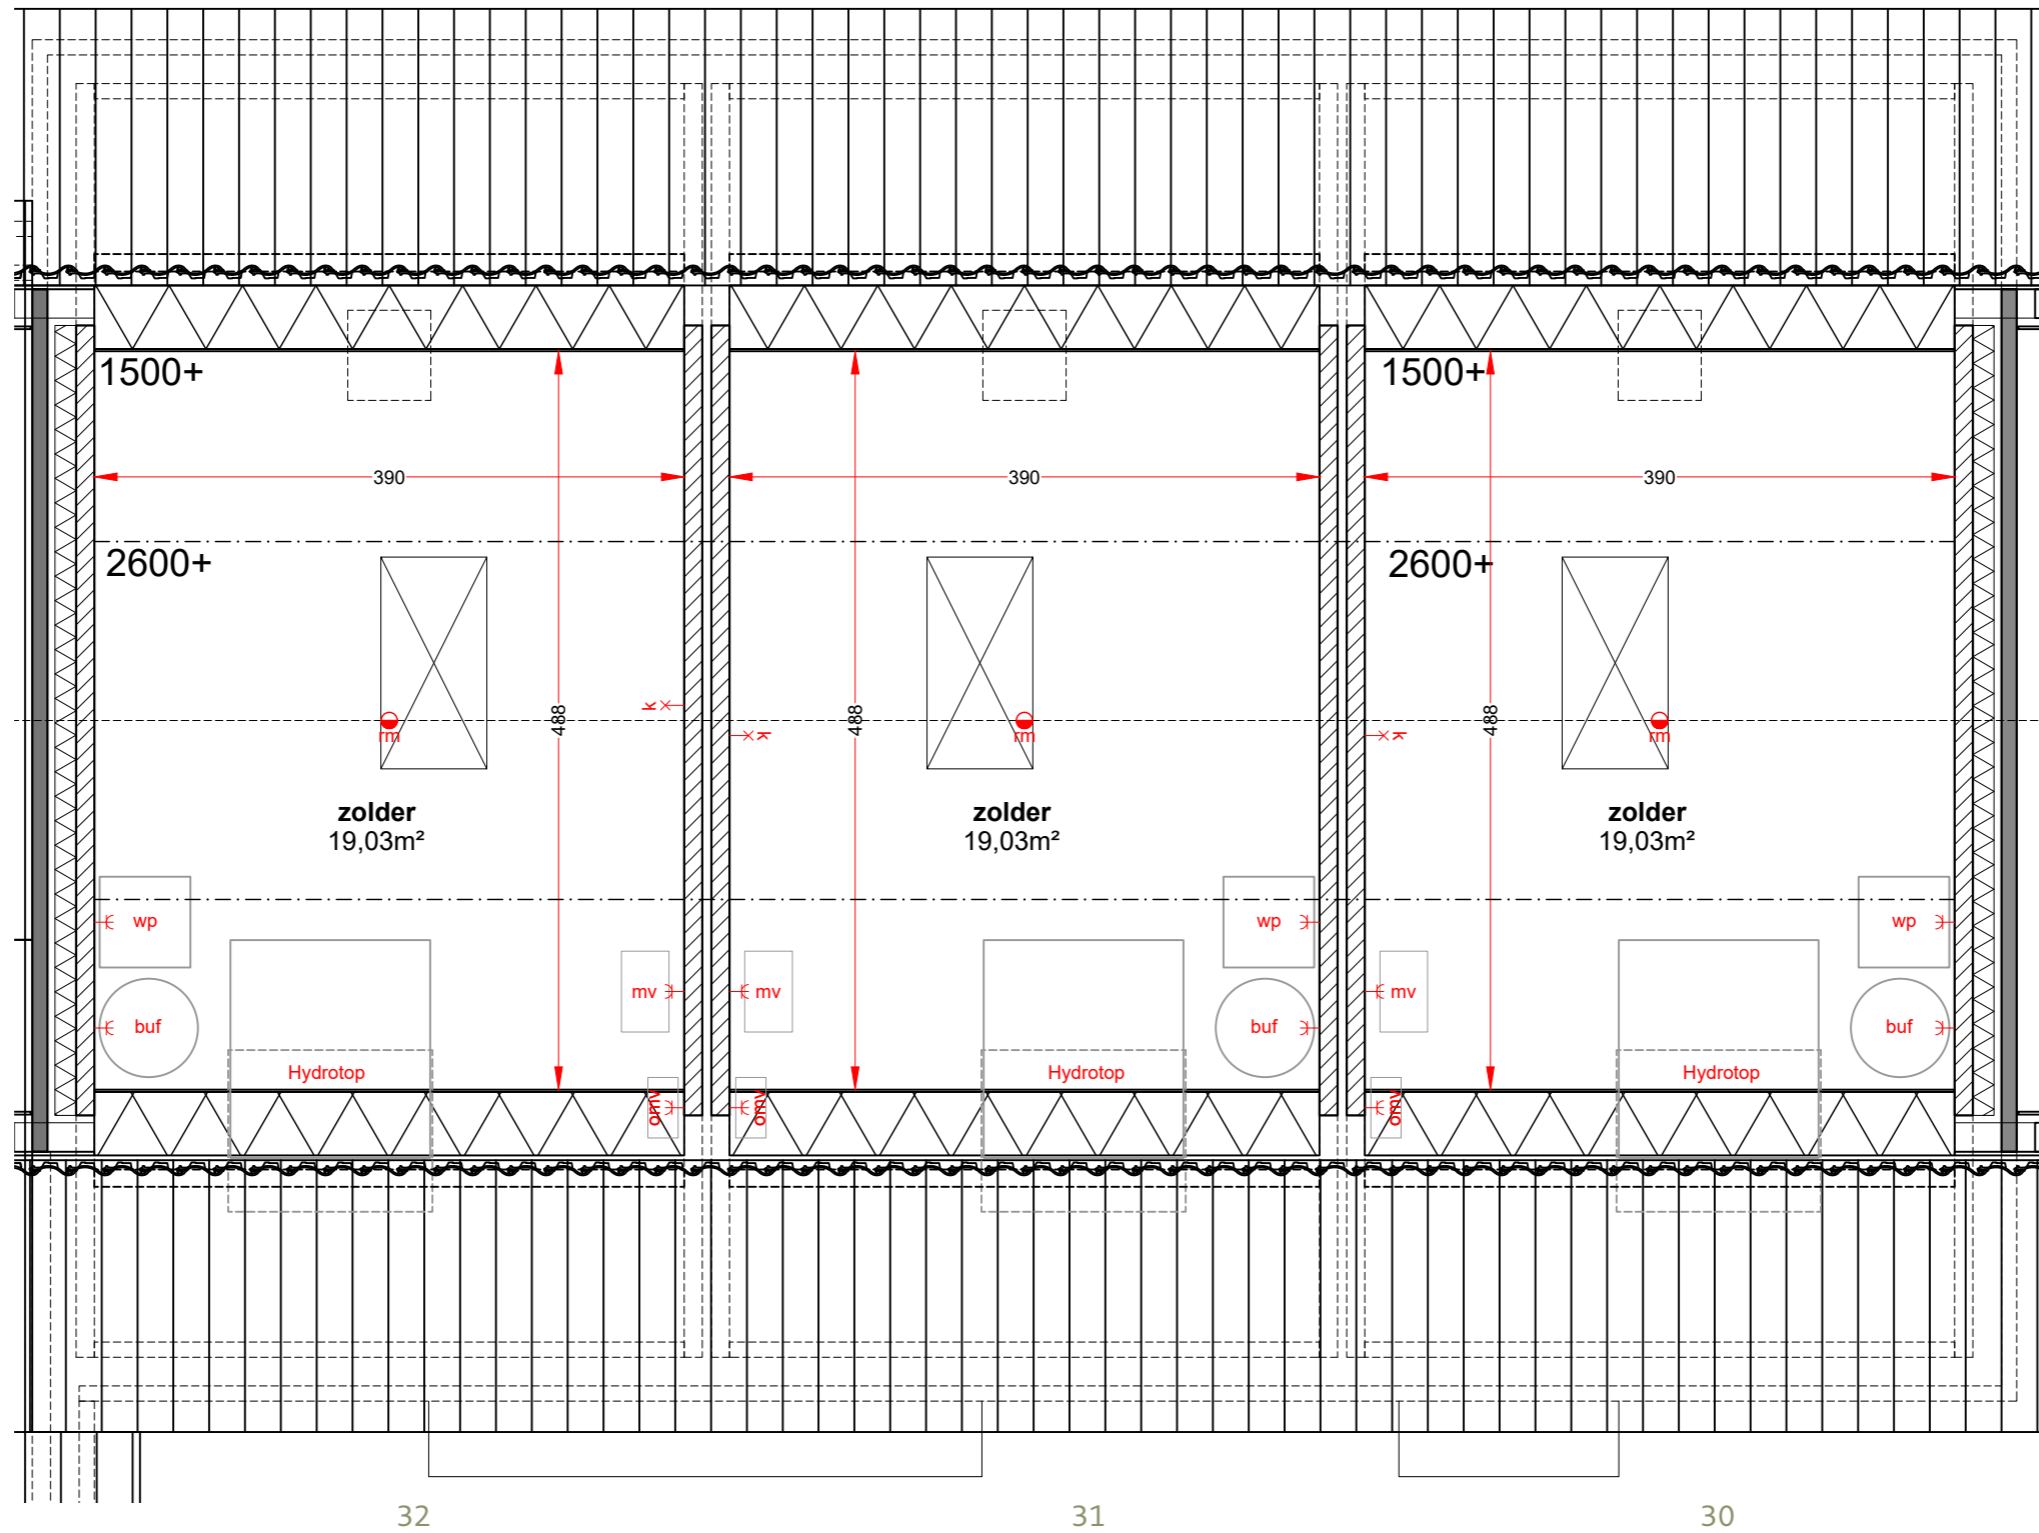 1500+
1500+
390
390
390
2600+
2600+
k
488
488
488
rm
k
rm
k
rm
zolder
19,03m²
zolder
19,03m²
zolder
19,03m²
wp
wp
wp
mv
mv
mv
buf
buf
buf
Hydrotop
Hydrotop
Hydrotop
omv
omv
omv
32
31
30